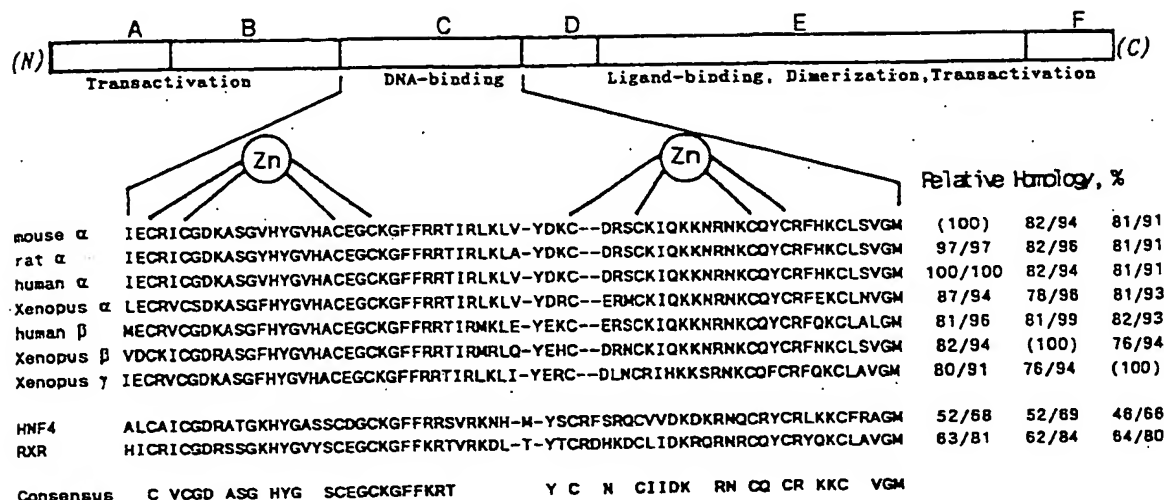 A B C D E F
(N) (C)
Transactivation DNA-binding Ligand-binding, Dimerization,Transactivation
Zn Zn
Relative Homology, %
mouse α IECRICGDKASGVHYGVHACEGCKGFFRRTIRLKLV-YDKC--DRSCKIQKKNRNKCQYCRFHKCLSVGM (100) 82/94 81/91
rat α IECRICGDKASGVHYGVHACEGCKGFFRRTIRLKLA-YDKC--DRSCKIQKKNRNKCQYCRFHKCLSVGM 97/97 82/96 81/91
human α IECRICGDKASGVHYGVHACEGCKGFFRRTIRLKLV-YDKC--DRSCKIQKKNRNKCQYCRFHKCLSVGM 100/100 82/94 81/91
Xenopus α LECRVCSDKASGFHYGVHACEGCKGFFRRTIRLKLV-YDRC--ERMCKIQKKNRNKCQYCRFEKCLNVGM 87/94 78/98 81/93
human β MECRVCGDKASGFHYGVHACEGCKGFFRRTIRMKLE-YEKC--ERSCKIQKKNRNKCQYCRFQKCLALGM 81/96 81/99 82/93
Xenopus β VDCKICGDRASGFHYGVHACEGCKGFFRRTIRMRLQ-YEHC--DRNCKIQKKNRNKCQYCRFNKCLSVGM 82/94 (100) 76/94
Xenopus γ IECRVCGDKASGFHYGVHACEGCKGFFRRTIRLKLI-YERC--DLNCRIHKKSRNKCQFCRFQKCLAVGM 80/91 76/94 (100)
HNF4 ALCAICGDRATGKHYGASSCDGCKGFFRRSVRKNH-M-YSCRFSRQCVVDKDKRNQCRYCRLKKCFRAGM 52/68 52/69 46/66
RXR HICRICGDRSSGKHYGVYSCEGCKGFFKRTVRKDL-T-YTCRDHKDCLIDKRQRNRCQYCRYQKCLAVGM 63/81 62/84 64/80
Consensus C VCGD ASG HYG SCEGCKGFFKRT Y C N CIIDK RN CQ CR KKC VGM